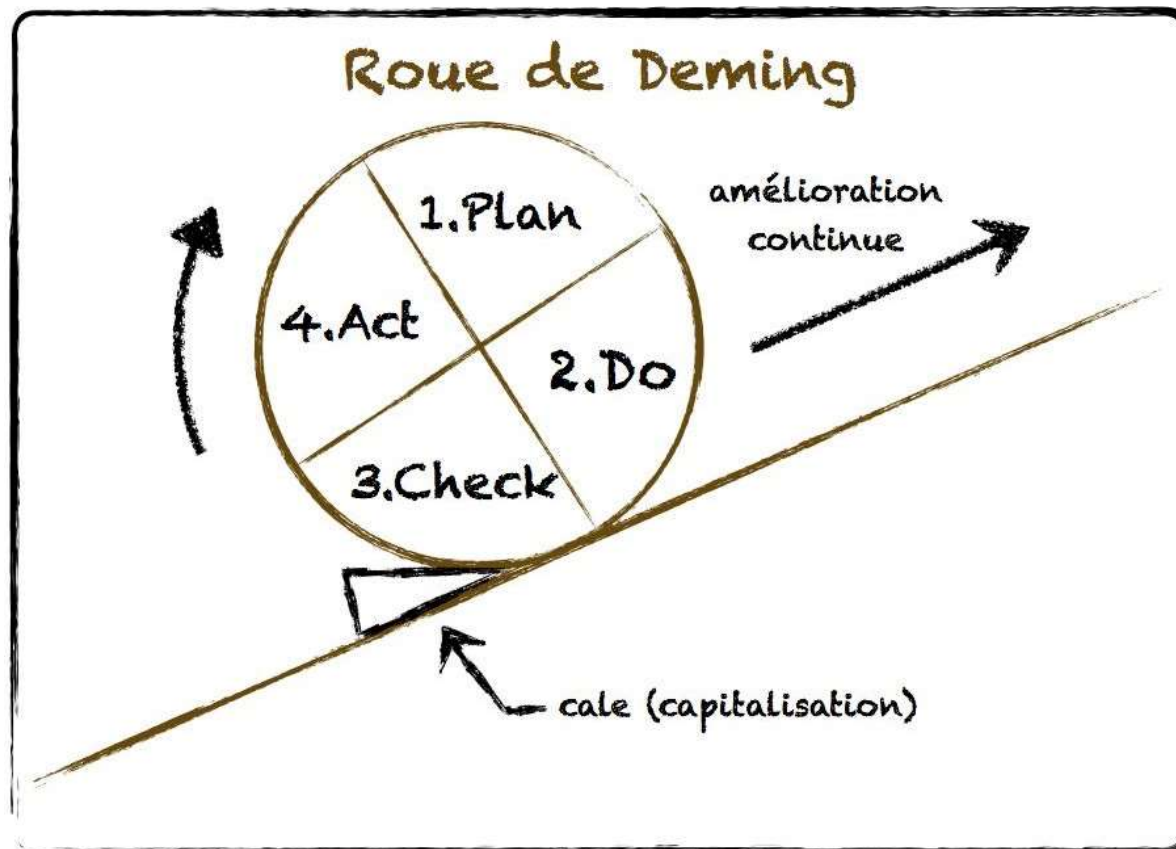 Roue de Deming
1.Plan
amélioration
continue
4.Act
2.Do
3.Check
cale (capitalisation)